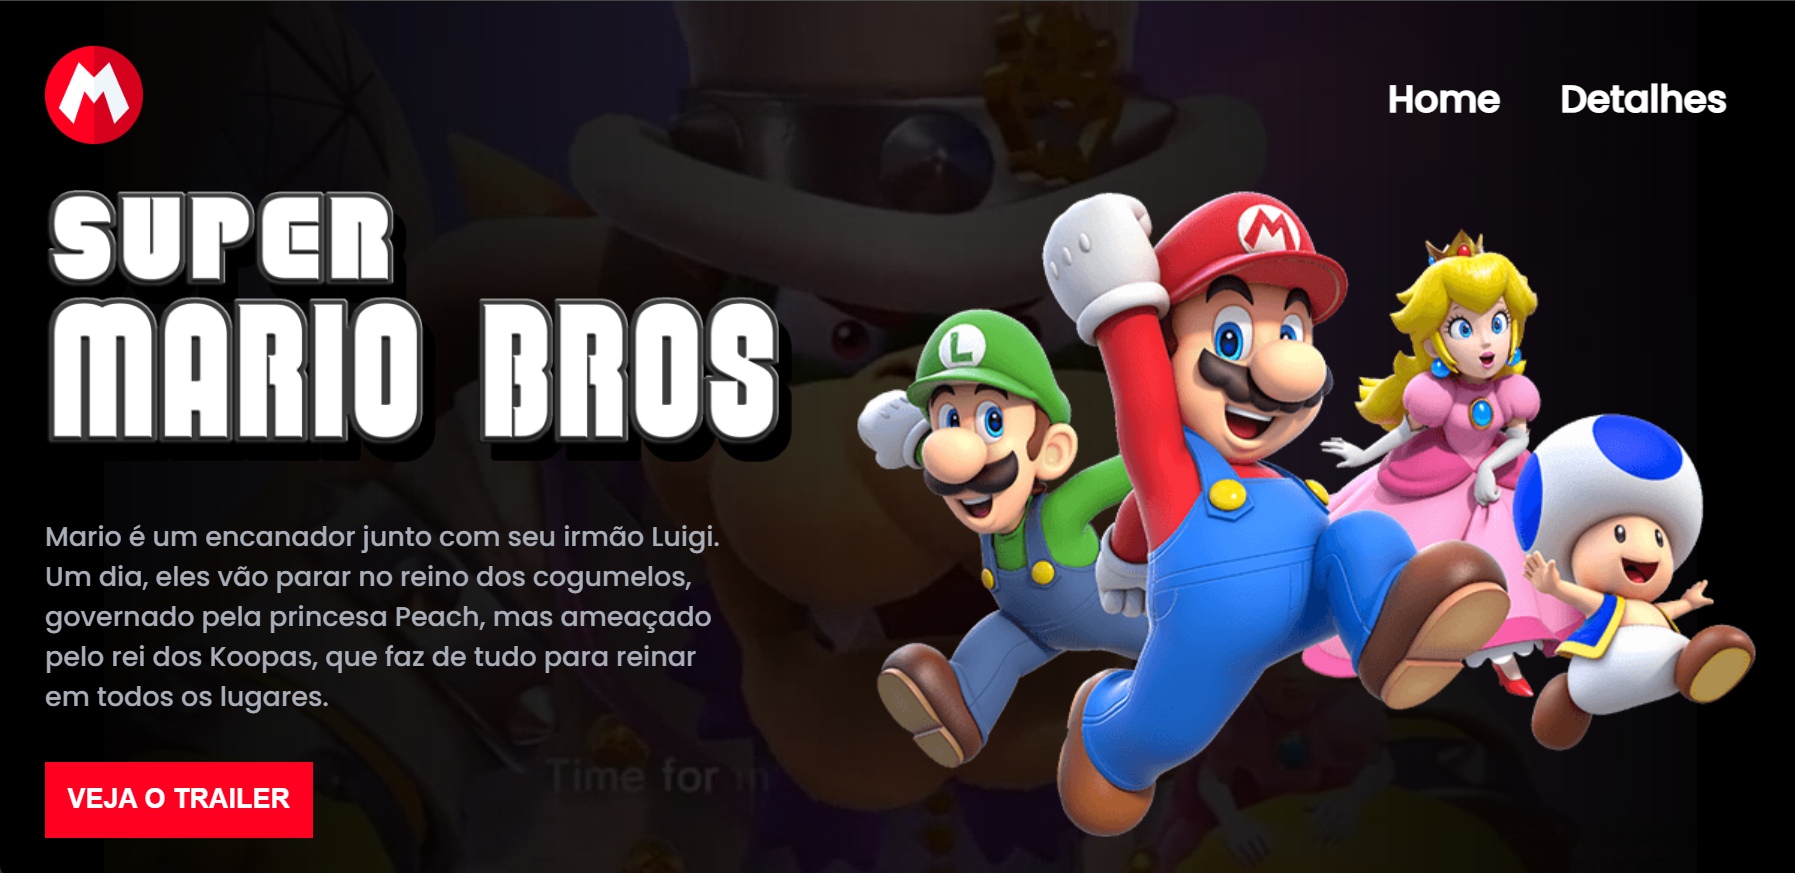 M
Home Detalhes
SUPER
MARIO BROS
M
L
Mario é um encanador junto com seu irmão Luigi.
Um dia, eles vão parar no reino dos cogumelos,
governado pela princesa Peach, mas ameaçado
pelo rei dos Koopas, que faz de tudo para reinar
em todos os lugares.
Time for
VEJA O TRAILER